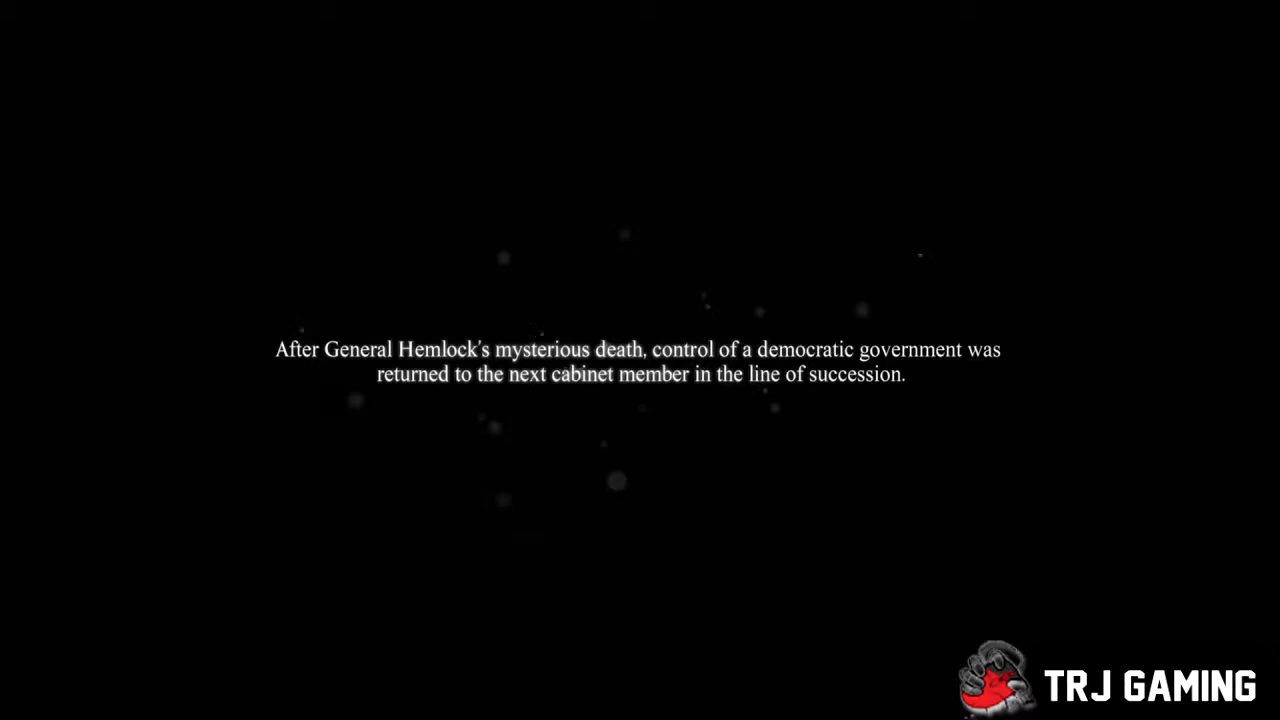 After General Hemlock's mysterious death, control of a democratic government was
returned to the next cabinet member in the line of succession.
TRJ GAMING